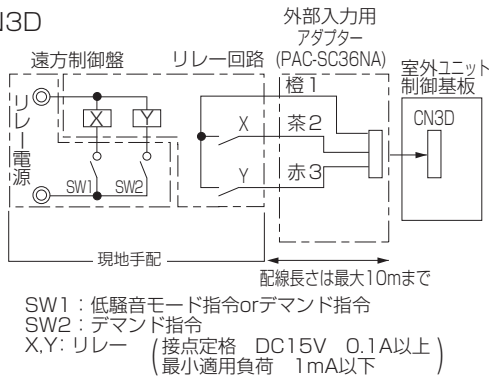 CN3D
外部入力用
アダプター
(PAC-SC36NA)
遠方制御盤
リレー回路
室外ユニット
制御基板
リレー電源
X
Y
SW1
SW2
X
Y
橙1
茶2
赤3
CN3D
現地手配
配線長さは最大10mまで
SW1：低騒音モード指令orデマンド指令
SW2：デマンド指令
X,Y：リレー（接点定格　DC15V　0.1A以上
最小適用負荷　1mA以下）